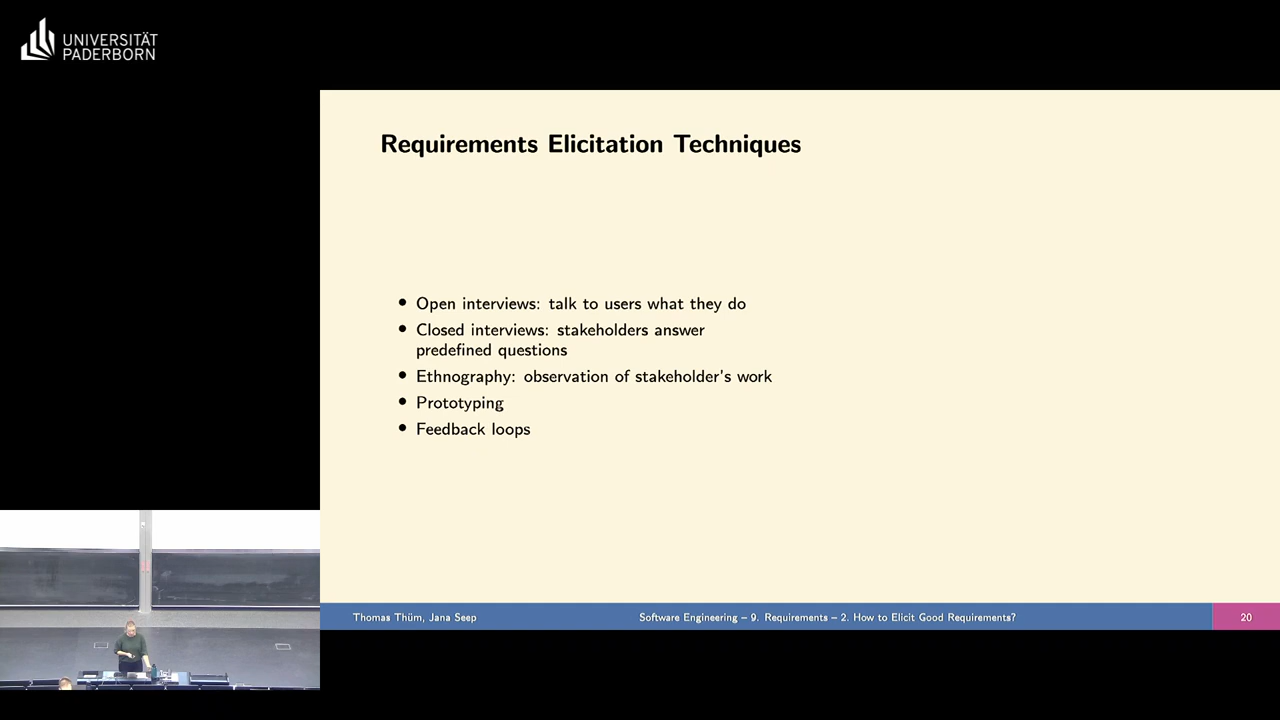 UNIVERSITÄT
PADERBORN
Requirements Elicitation Techniques
• Open interviews: talk to users what they do
• Closed interviews: stakeholders answer
predefined questions
• Ethnography: observation of stakeholder's work
• Prototyping
• Feedback loops
Thomas Thüm, Jana Seep
Software Engineering – 9. Requirements – 2. How to Elicit Good Requirements?
20